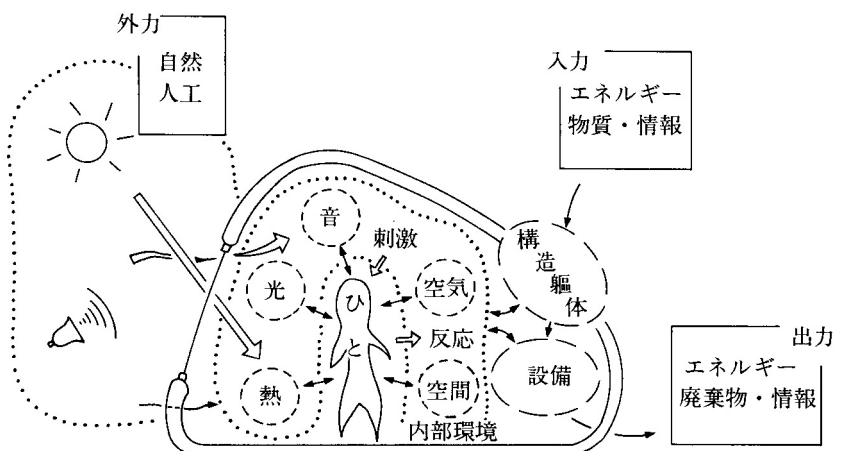 外力
自然
人工
入力
エネルギー
物質・情報
音
刺激
構造躯体
光
ひと
空気
反応
熱
空間
設備
内部環境
出力
エネルギー
廃棄物・情報